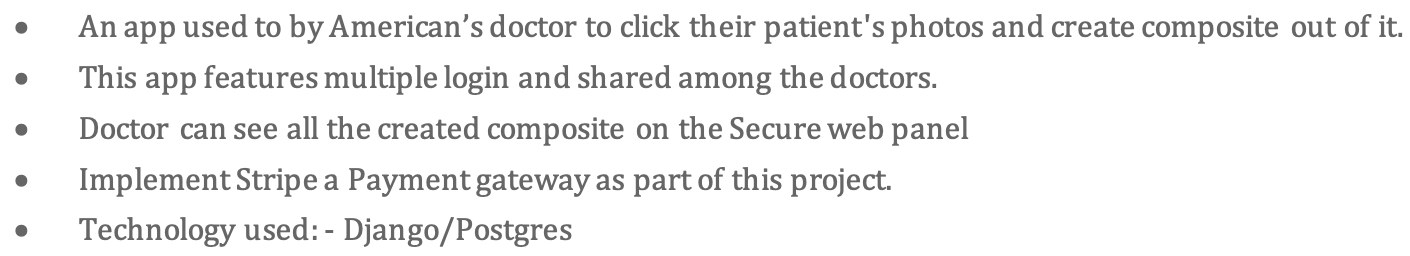 • An app used to by American’s doctor to click their patient's photos and create composite out of it.
• This app features multiple login and shared among the doctors.
• Doctor can see all the created composite on the Secure web panel
• Implement Stripe a Payment gateway as part of this project.
• Technology used: - Django/Postgres